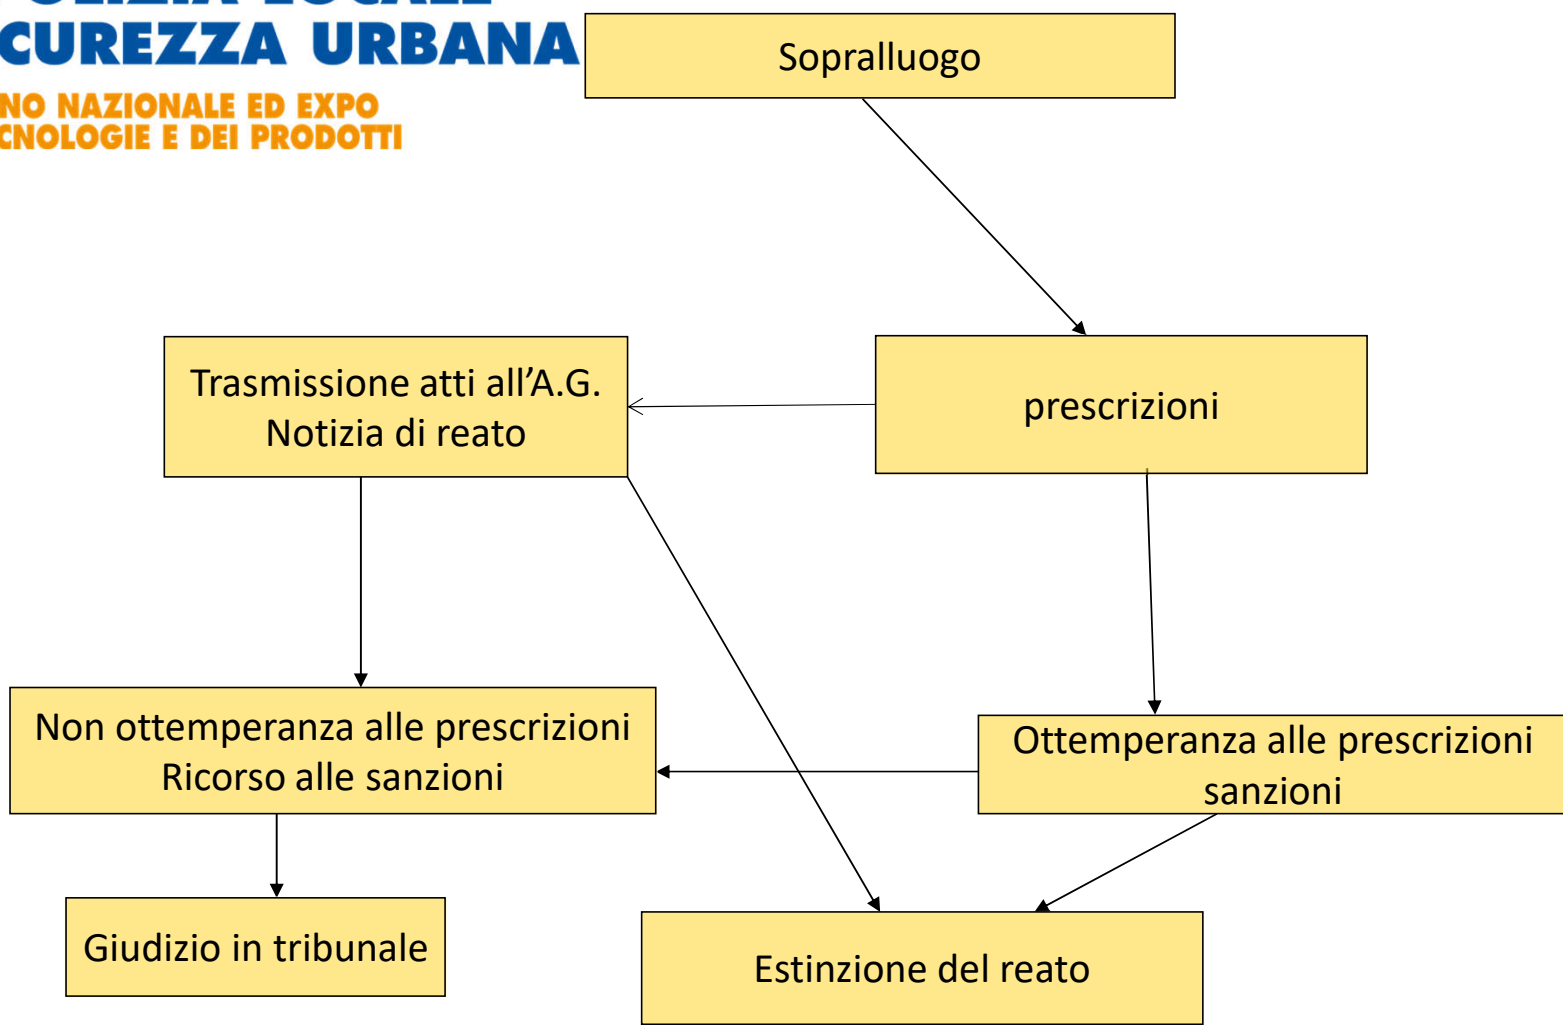 CUREZZA URBANA
NO NAZIONALE ED EXPO
CNOLOGIE E DEI PRODOTTI
Sopralluogo
Trasmissione atti all’A.G.
Notizia di reato
prescrizioni
Non ottemperanza alle prescrizioni
Ricorso alle sanzioni
Ottemperanza alle prescrizioni
sanzioni
Giudizio in tribunale
Estinzione del reato